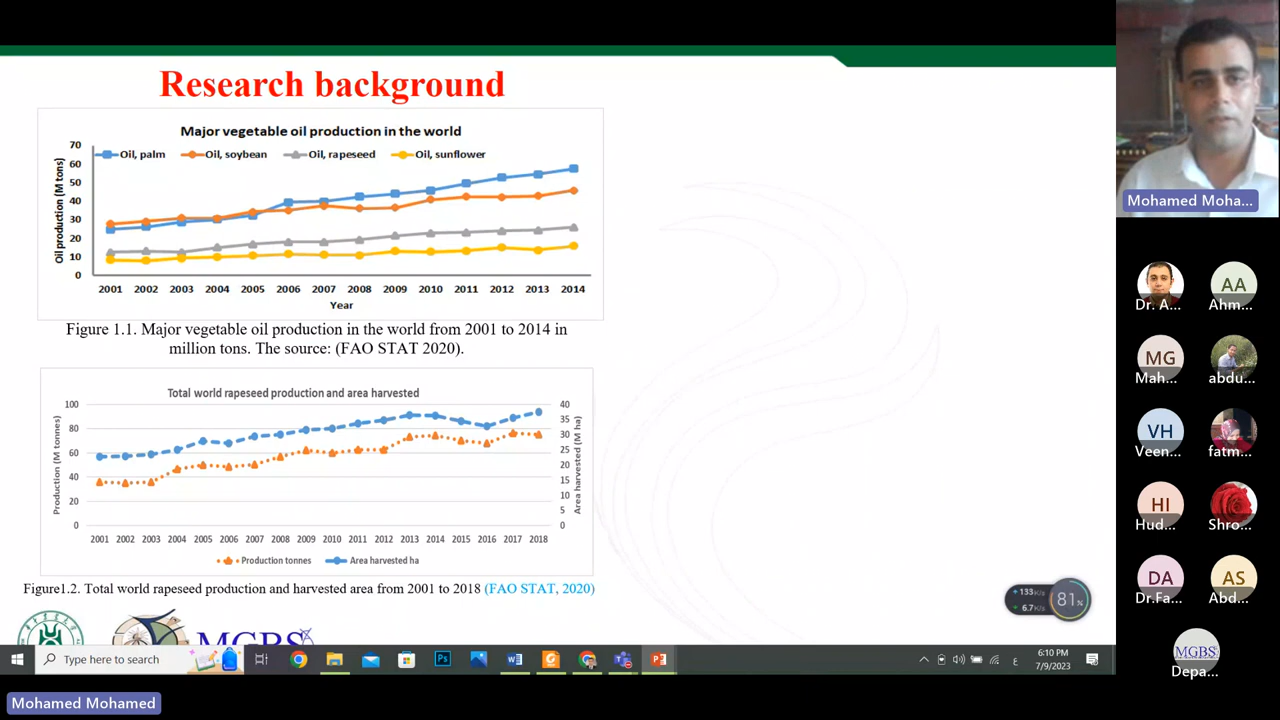 Research background
Major vegetable oil production in the world
Oil, palm Oil, soybean Oil, rapeseed Oil, sunflower
Oil production (M tons)
70
60
50
40
30
20
10
0
2001 2002 2003 2004 2005 2006 2007 2008 2009 2010 2011 2012 2013 2014
Year
Figure 1.1. Major vegetable oil production in the world from 2001 to 2014 in
million tons. The source: (FAO STAT 2020).
Total world rapeseed production and area harvested
Production (M tonnes)
100
80
60
40
20
0
40
35
30
25
20
15
10
5
0
Area harvested (M ha)
2001 2002 2003 2004 2005 2006 2007 2008 2009 2010 2011 2012 2013 2014 2015 2016 2017 2018
Production tonnes Area harvested ha
Figure1.2. Total world rapeseed production and harvested area from 2001 to 2018 (FAO STAT, 2020)
MGBS
133K/s
6.7K/s
81%
Type here to search
ع
6:10 PM
7/9/2023
Mohamed Mohamed
Mohamed Moha...
Dr. A...
AA
Ahm...
MG
Mah...
abdu...
VH
Veen...
fatm...
HI
Hud...
Shro...
DA
Dr.Fa...
AS
Abd...
MGBS
Depa...